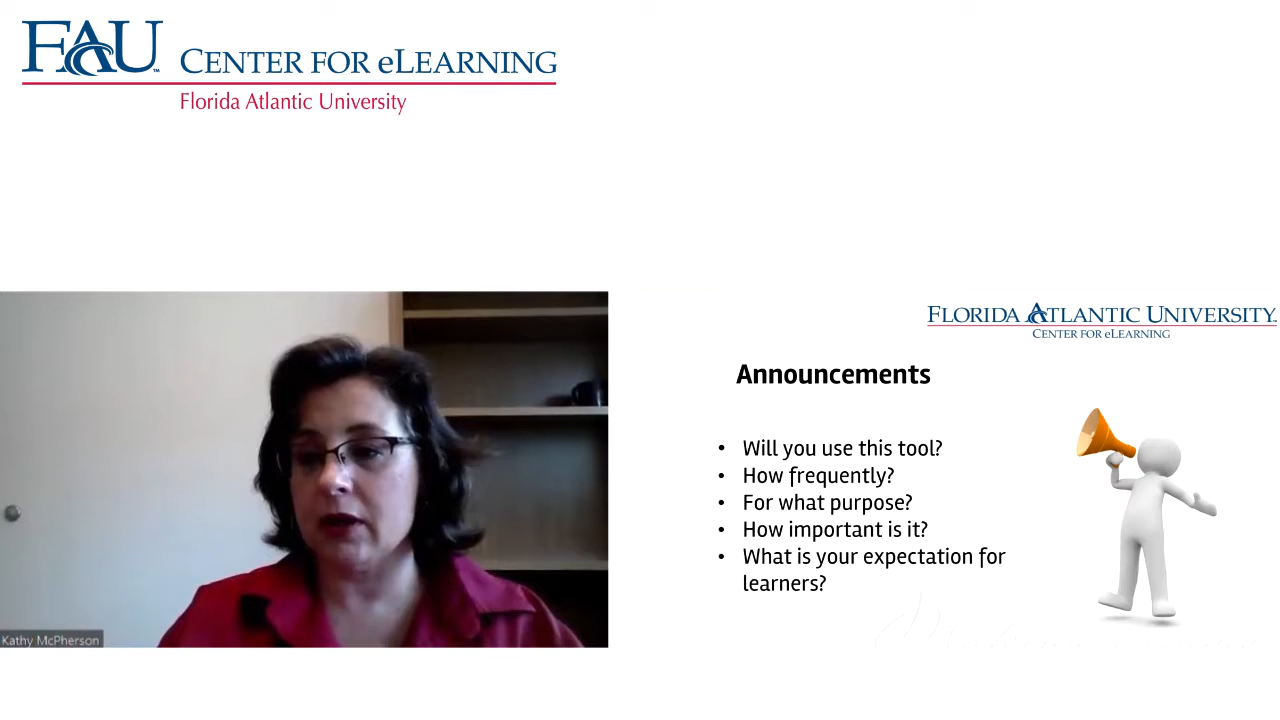 FAU™ CENTER FOR eLEARNING
Florida Atlantic University
FLORIDA ATLANTIC UNIVERSITY
CENTER FOR eLEARNING
Announcements
• Will you use this tool?
• How frequently?
• For what purpose?
• How important is it?
• What is your expectation for
learners?
Kathy McPherson